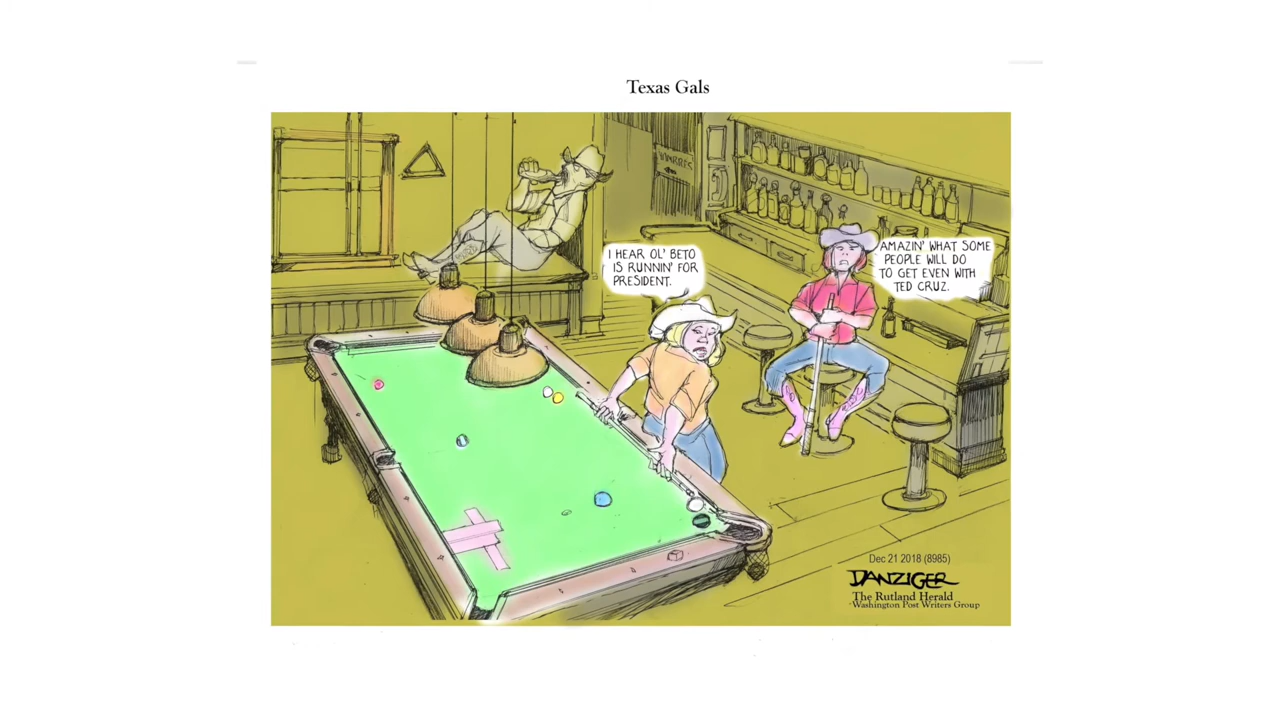 Texas Gals
I HEAR OL' BETO
IS RUNNIN' FOR
PRESIDENT.
AMAZIN' WHAT SOME
PEOPLE WILL DO
TO GET EVEN WITH
TED CRUZ.
Dec 21 2018 (8985)
DANZIGER
The Rutland Herald
-Washington Post Writers Group